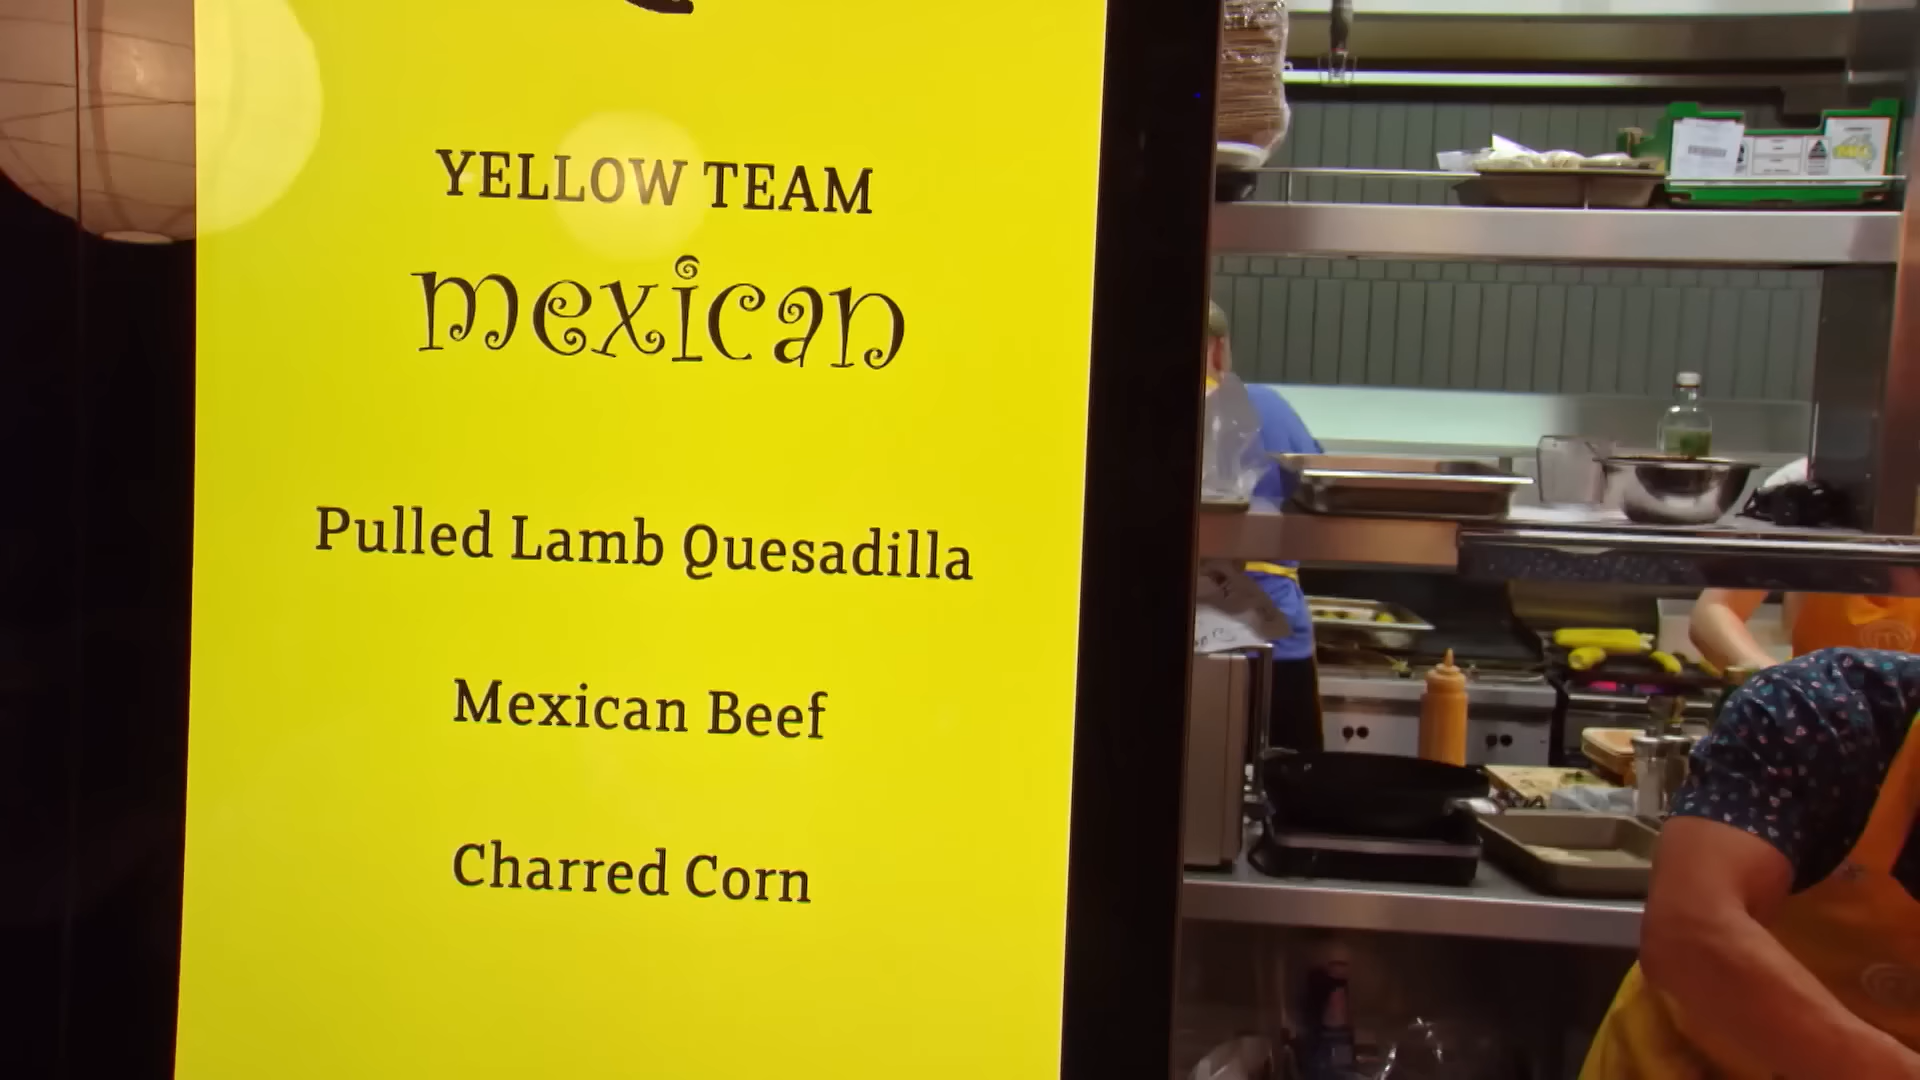 YELLOW TEAM
mexican
Pulled Lamb Quesadilla
Mexican Beef
Charred Corn